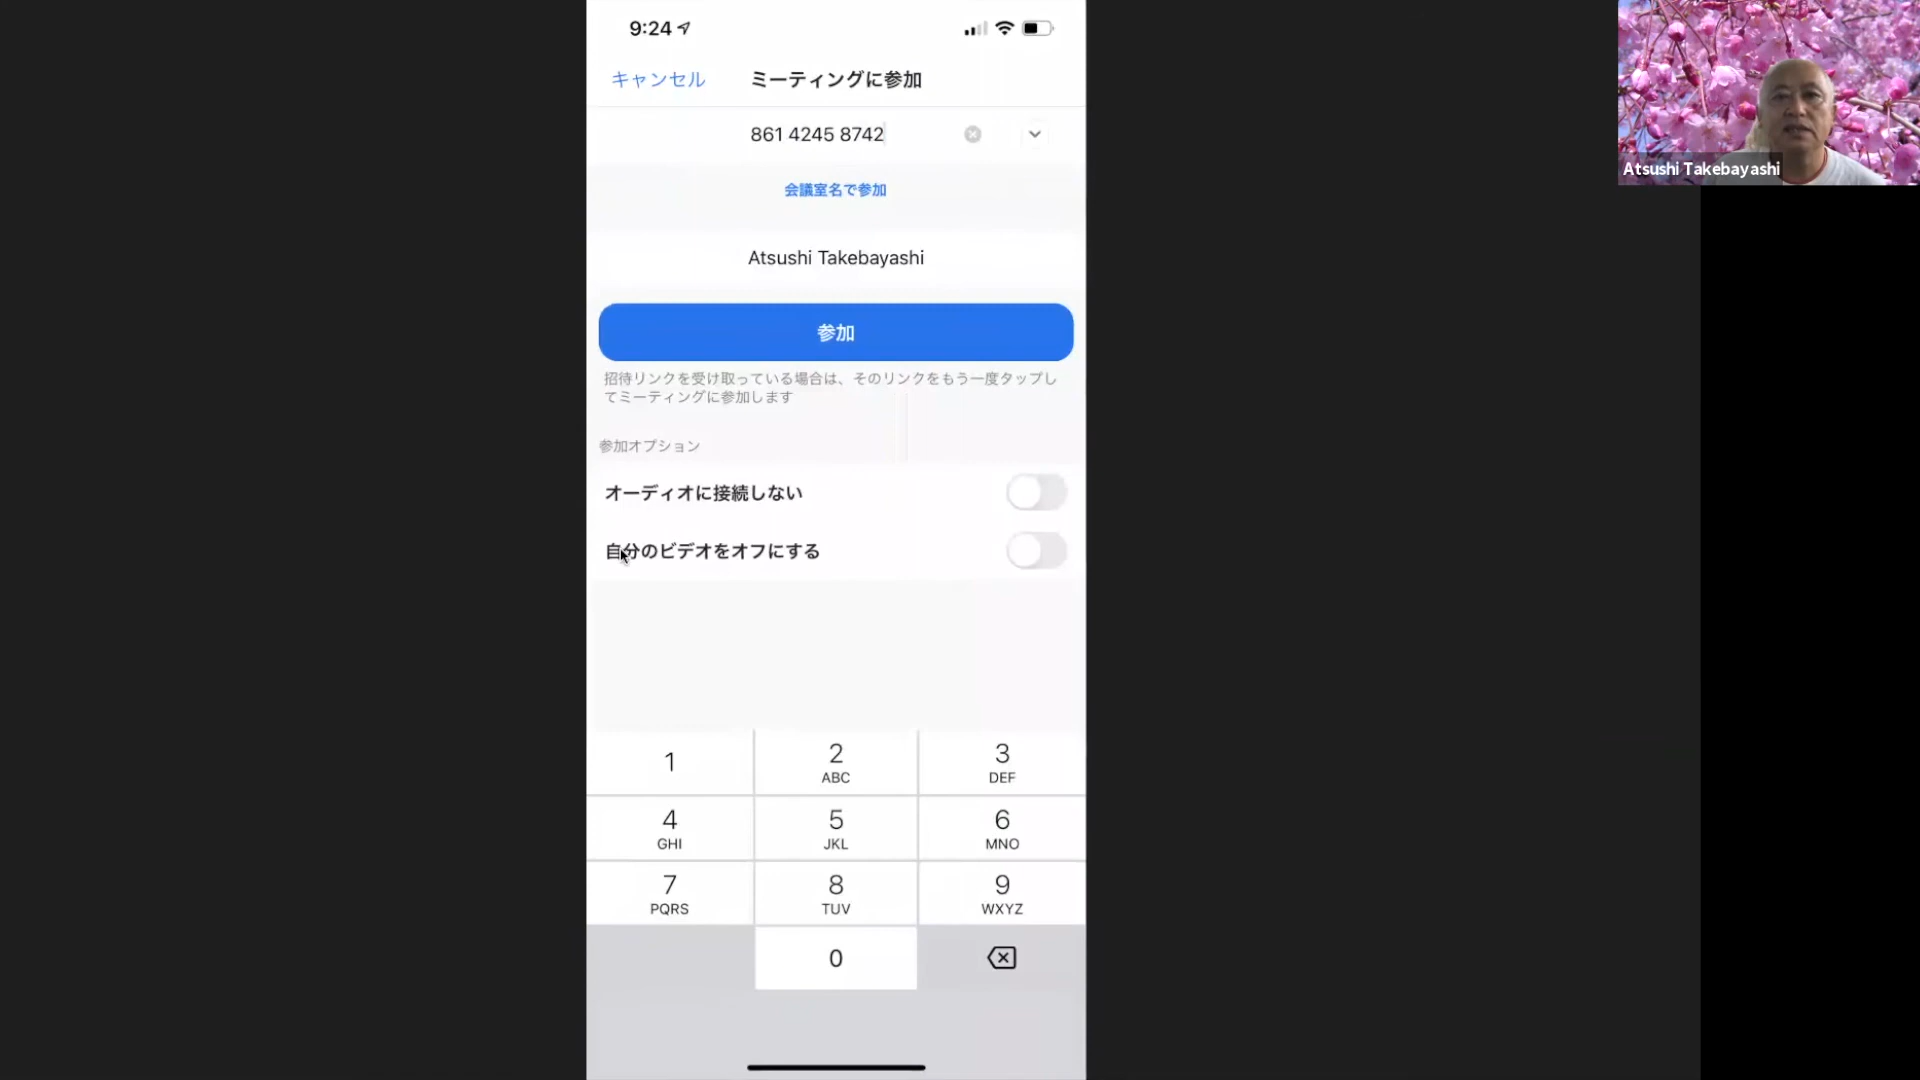 9:24
キャンセル
ミーティングに参加
861 4245 8742
会議室名で参加
Atsushi Takebayashi
参加
招待リンクを受け取っている場合は、そのリンクをもう一度タップし
てミーティングに参加します
参加オプション
オーディオに接続しない
自分のビデオをオフにする
1
2
ABC
3
DEF
4
GHI
5
JKL
6
MNO
7
PQRS
8
TUV
9
WXYZ
0
Atsushi Takebayashi